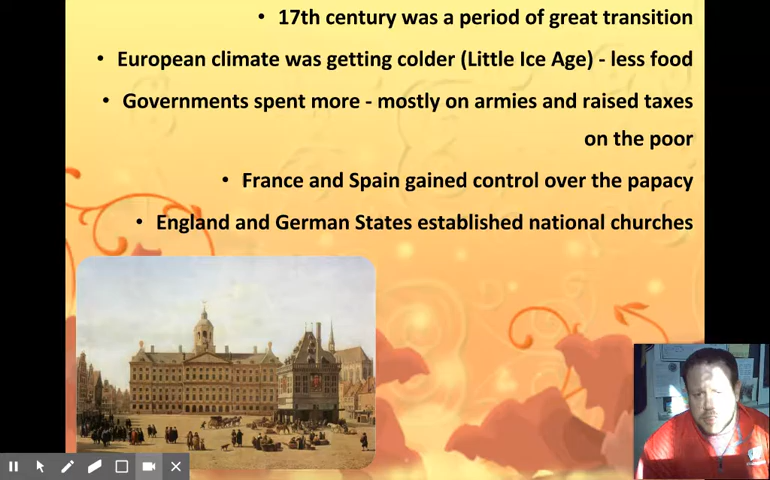 • 17th century was a period of great transition
• European climate was getting colder (Little Ice Age) - less food
• Governments spent more - mostly on armies and raised taxes
on the poor
• France and Spain gained control over the papacy
• England and German States established national churches